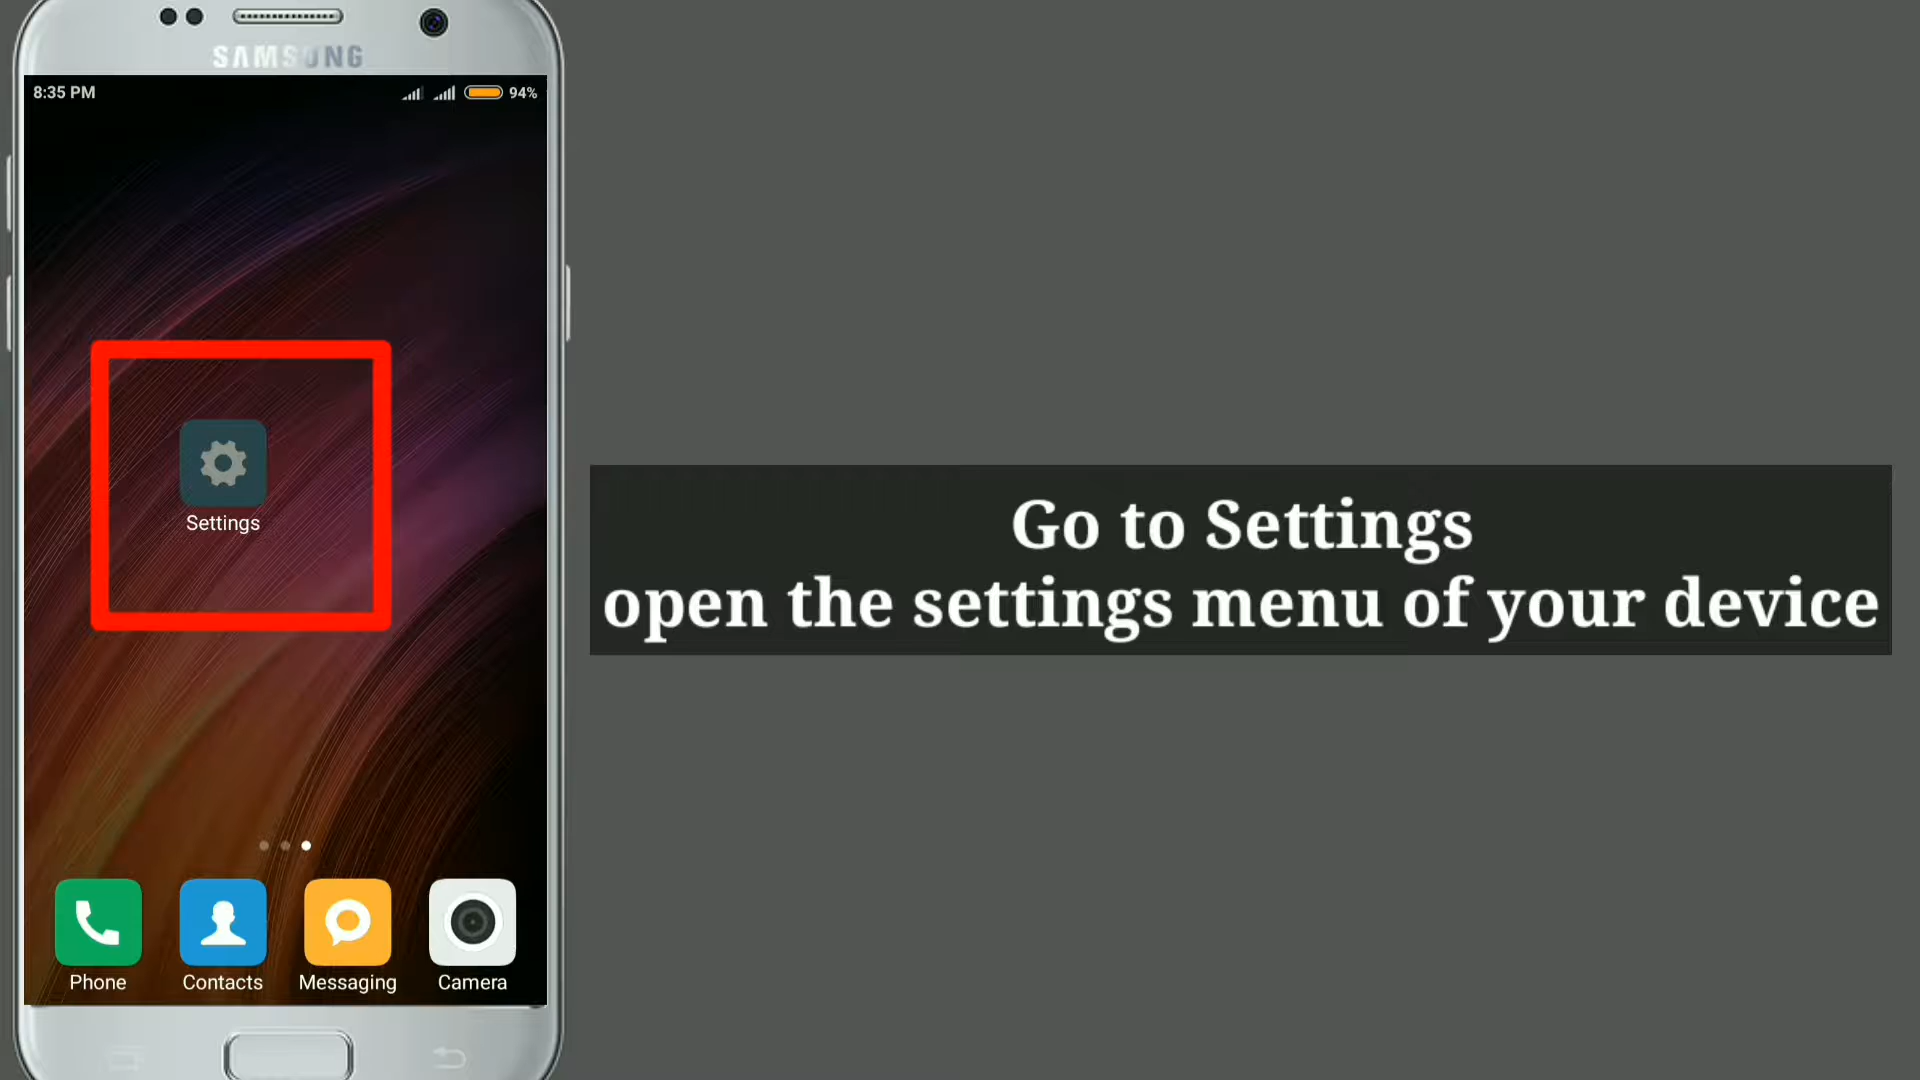 SAMSUNG
8:35 PM
94%
Settings
Go to Settings
open the settings menu of your device
Phone Contacts Messaging Camera